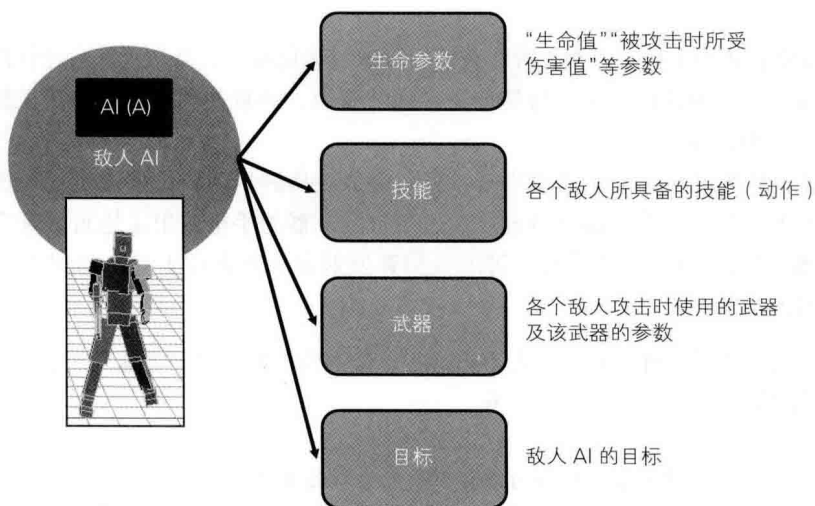 AI (A)
敌人 AI
生命参数
“生命值”“被攻击时所受
伤害值”等参数
技能
各个敌人所具备的技能（动作）
武器
各个敌人攻击时使用的武器
及该武器的参数
目标
敌人 AI 的目标